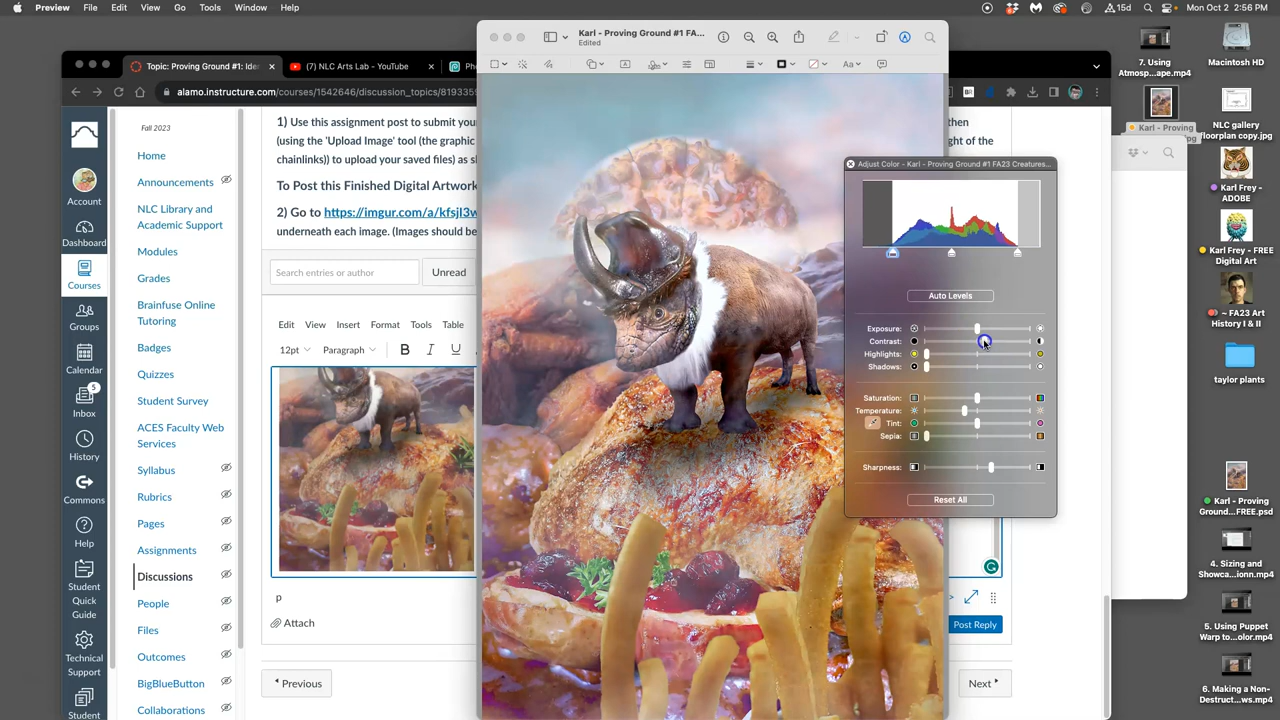 Preview File Edit View Go Tools Window Help
15d
Mon Oct 2 2:56 PM
Topic: Proving Ground #1: Ide
(7) NLC Arts Lab - YouTube
alamo.instructure.com/courses/1542646/discussion_topics/8193359
Karl - Proving Ground #1 FA...
Edited
Fall 2023
Home
Announcements
NLC Library and
Academic Support
Modules
Grades
Brainfuse Online
Tutoring
Badges
Quizzes
Student Survey
ACES Faculty Web
Services
Syllabus
Rubrics
Pages
Assignments
Discussions
People
Files
Outcomes
BigBlueButton
Collaborations
Account
Dashboard
Courses
Groups
Calendar
5
Inbox
History
Commons
Help
Student
Quick
Guide
Technical
Support
Student
1) Use this assignment post to submit your
then
(using the 'Upload Image' tool (the graphic
ght of the
chainlinks)) to upload your saved files) as s
To Post this Finished Digital Artwork
2) Go to https://imgur.com/a/kfsjI3w
underneath each image. (Images should be
Search entries or author
Unread
Edit View Insert Format Tools Table
12pt Paragraph B I U
p
Attach
Post Reply
Previous
Next
Aa
Adjust Color - Karl - Proving Ground #1 FA23 Creatures...
Auto Levels
Exposure:
Contrast:
Highlights:
Shadows:
Saturation:
Temperature:
Tint:
Sepia:
Sharpness:
Reset All
7. Using
Atmosp...ape.mp4
Macintosh HD
Karl - Proving
NLC gallery
floorplan copy.jpg
Karl Frey -
ADOBE
Karl Frey - FREE
Digital Art
~ FA23 Art
History I & II
taylor plants
Karl - Proving
Ground...FREE.psd
4. Sizing and
Showca...ionn.mp4
5. Using Puppet
Warp to...olor.mp4
6. Making a Non-
Destruct...ws.mp4